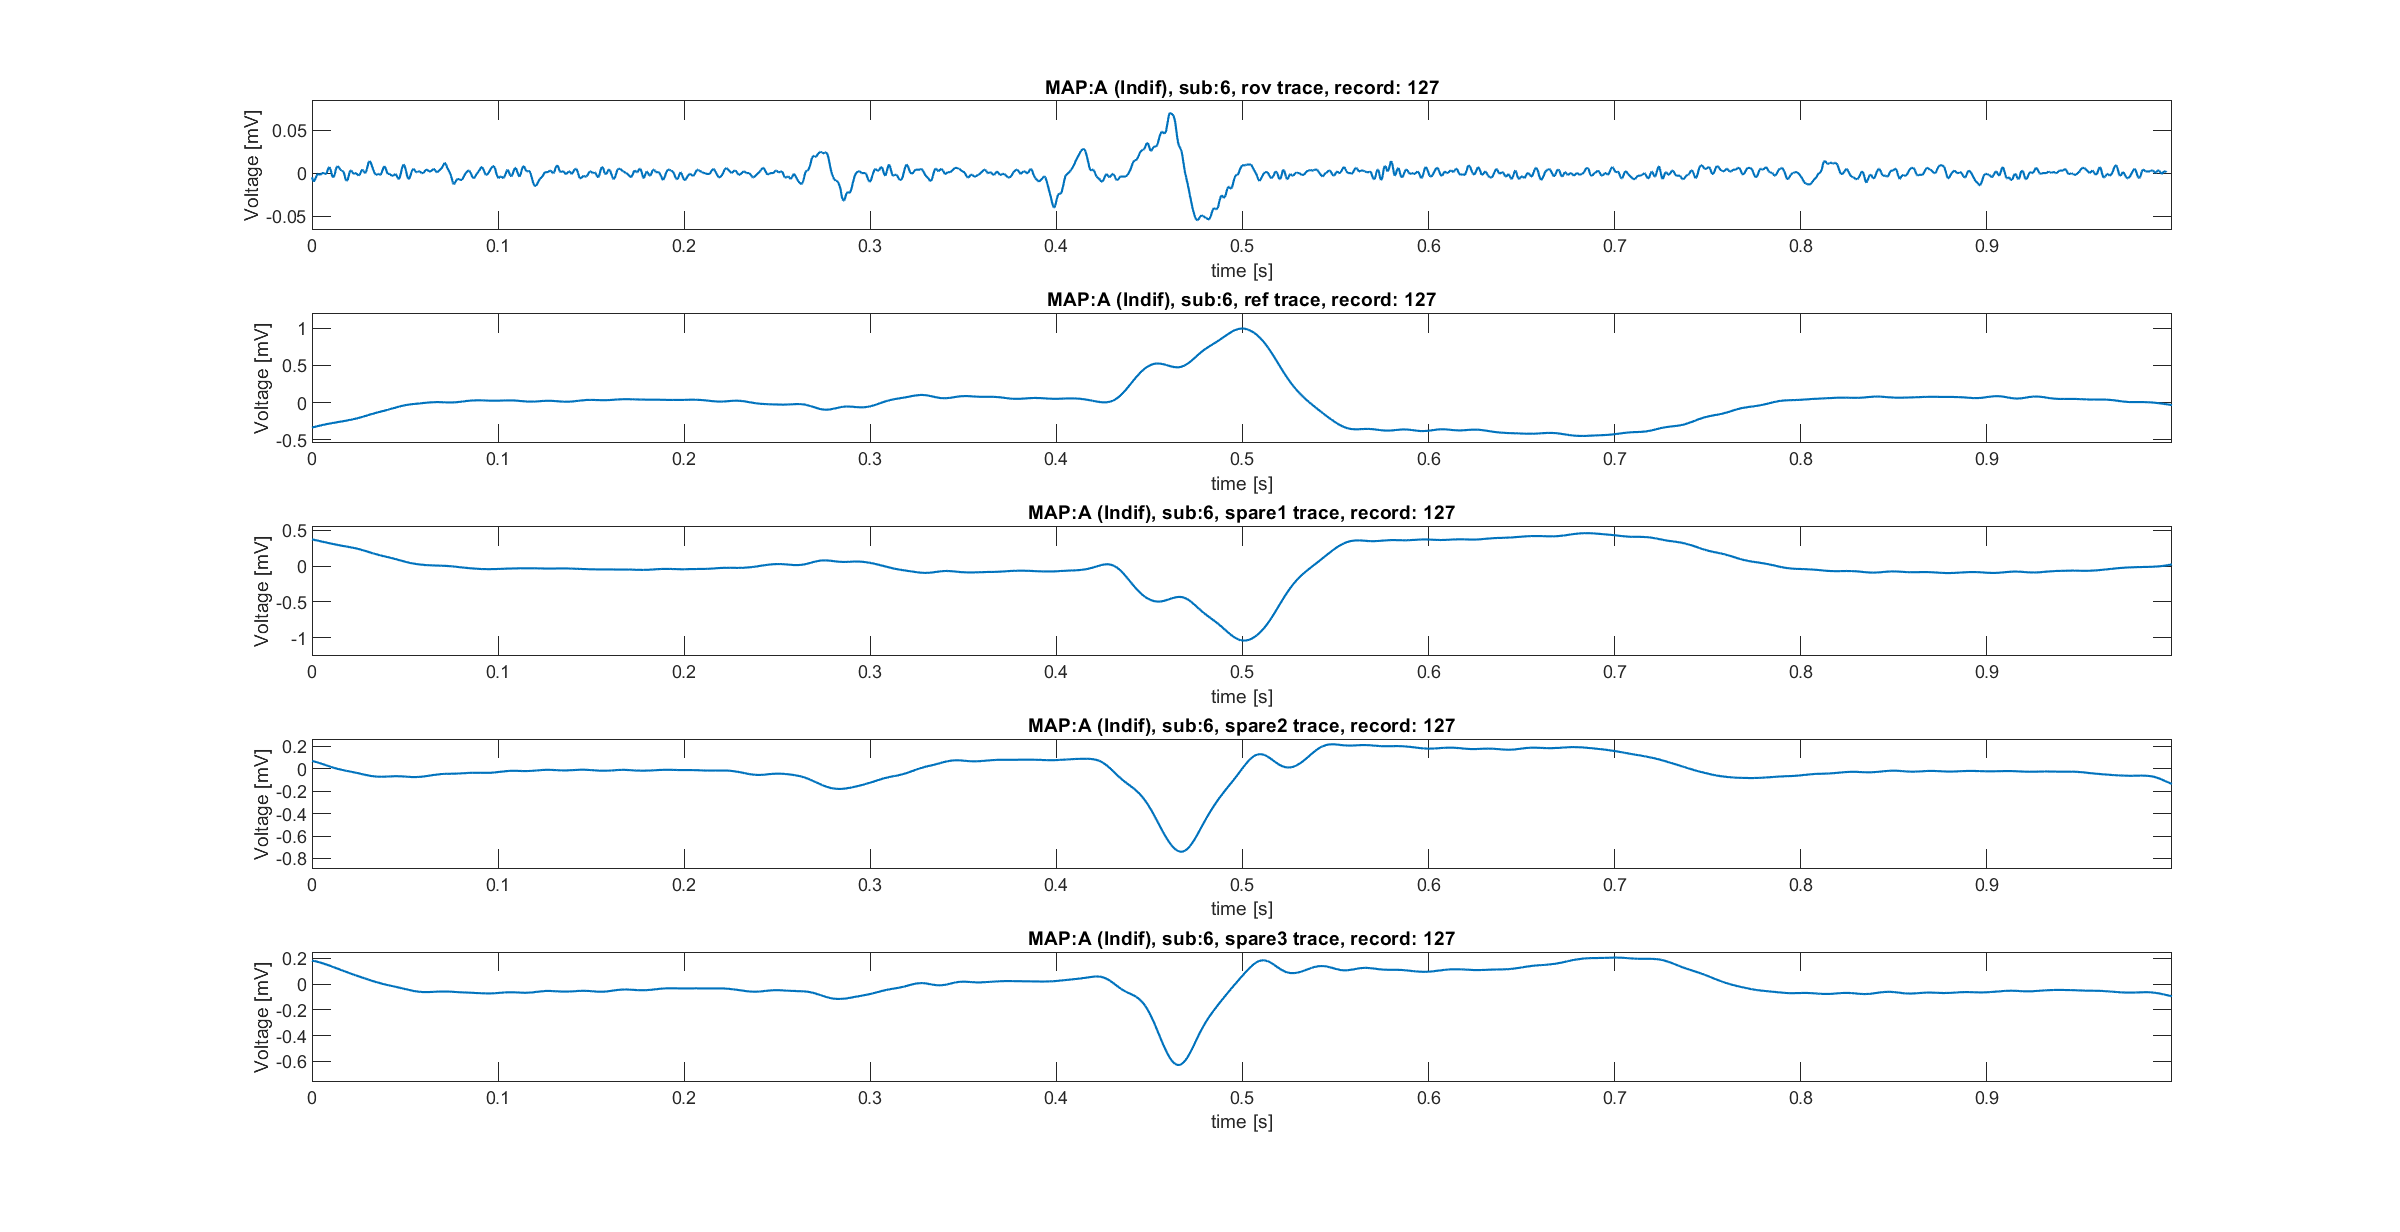 MAP:A (Indif), sub:6, rov trace, record: 127
Voltage [mV]
0.05
0
-0.05
0 0.1 0.2 0.3 0.4 0.5 0.6 0.7 0.8 0.9
time [s]
MAP:A (Indif), sub:6, ref trace, record: 127
Voltage [mV]
1
0.5
0
-0.5
0 0.1 0.2 0.3 0.4 0.5 0.6 0.7 0.8 0.9
time [s]
MAP:A (Indif), sub:6, spare1 trace, record: 127
Voltage [mV]
0.5
0
-0.5
-1
0 0.1 0.2 0.3 0.4 0.5 0.6 0.7 0.8 0.9
time [s]
MAP:A (Indif), sub:6, spare2 trace, record: 127
Voltage [mV]
0.2
0
-0.2
-0.4
-0.6
-0.8
0 0.1 0.2 0.3 0.4 0.5 0.6 0.7 0.8 0.9
time [s]
MAP:A (Indif), sub:6, spare3 trace, record: 127
Voltage [mV]
0.2
0
-0.2
-0.4
-0.6
0 0.1 0.2 0.3 0.4 0.5 0.6 0.7 0.8 0.9
time [s]